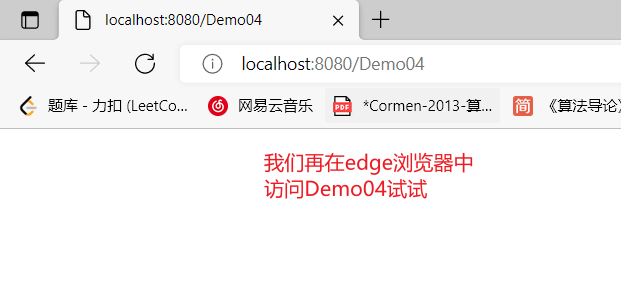 localhost:8080/Demo04
localhost:8080/Demo04
题库 - 力扣 (LeetCo... 网易云音乐 *Cormen-2013-算... 简 《算法导论》
PDF
我们再在edge浏览器中
访问Demo04试试